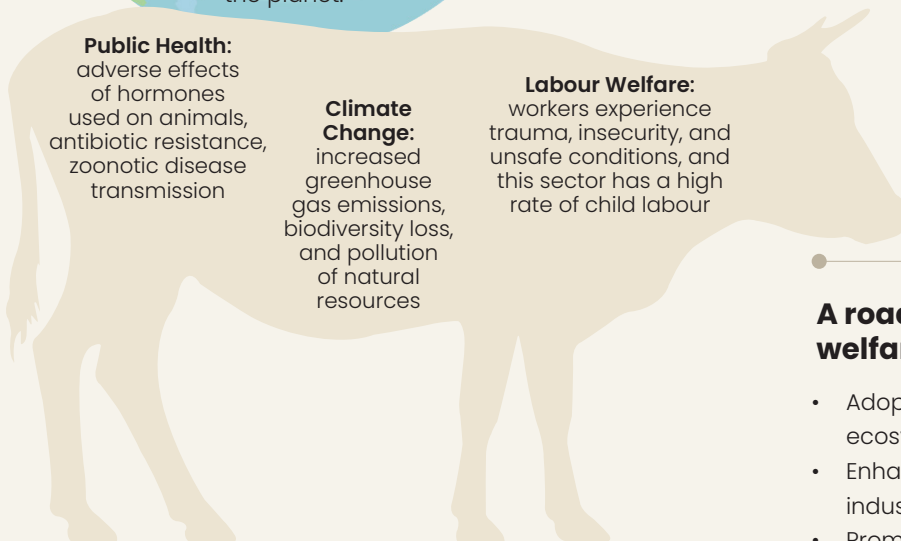 the planet.
Public Health:
adverse effects
of hormones
used on animals,
antibiotic resistance,
zoonotic disease
transmission
Climate
Change:
increased
greenhouse
gas emissions,
biodiversity loss,
and pollution
of natural
resources
Labour Welfare:
workers experience
trauma, insecurity, and
unsafe conditions, and
this sector has a high
rate of child labour
A